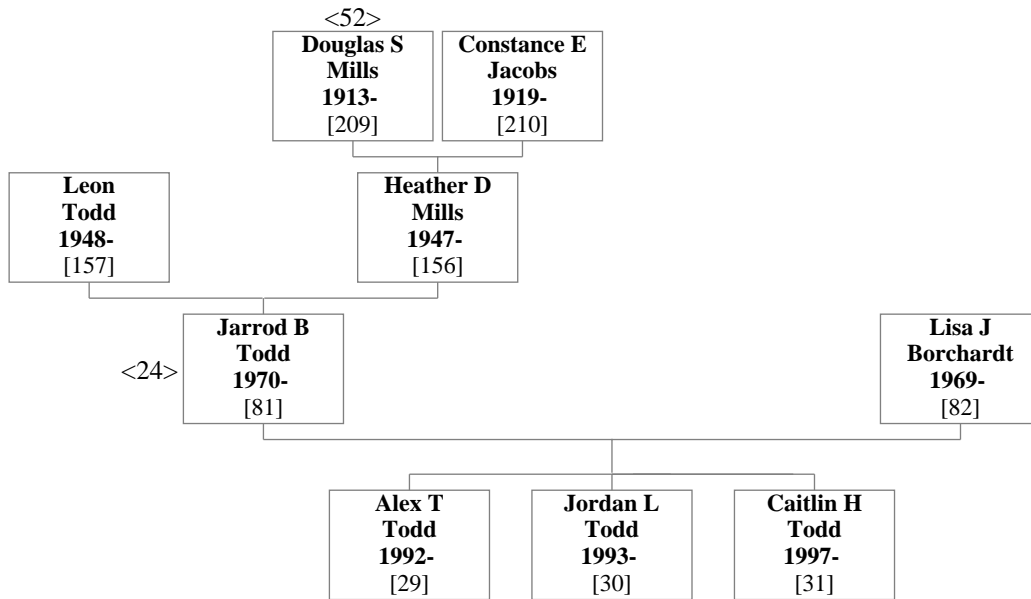 <52>
Douglas S
Mills
1913-
[209]
Constance E
Jacobs
1919-
[210]
Leon
Todd
1948-
[157]
Heather D
Mills
1947-
[156]
<24>
Jarrod B
Todd
1970-
[81]
Lisa J
Borchardt
1969-
[82]
Alex T
Todd
1992-
[29]
Jordan L
Todd
1993-
[30]
Caitlin H
Todd
1997-
[31]